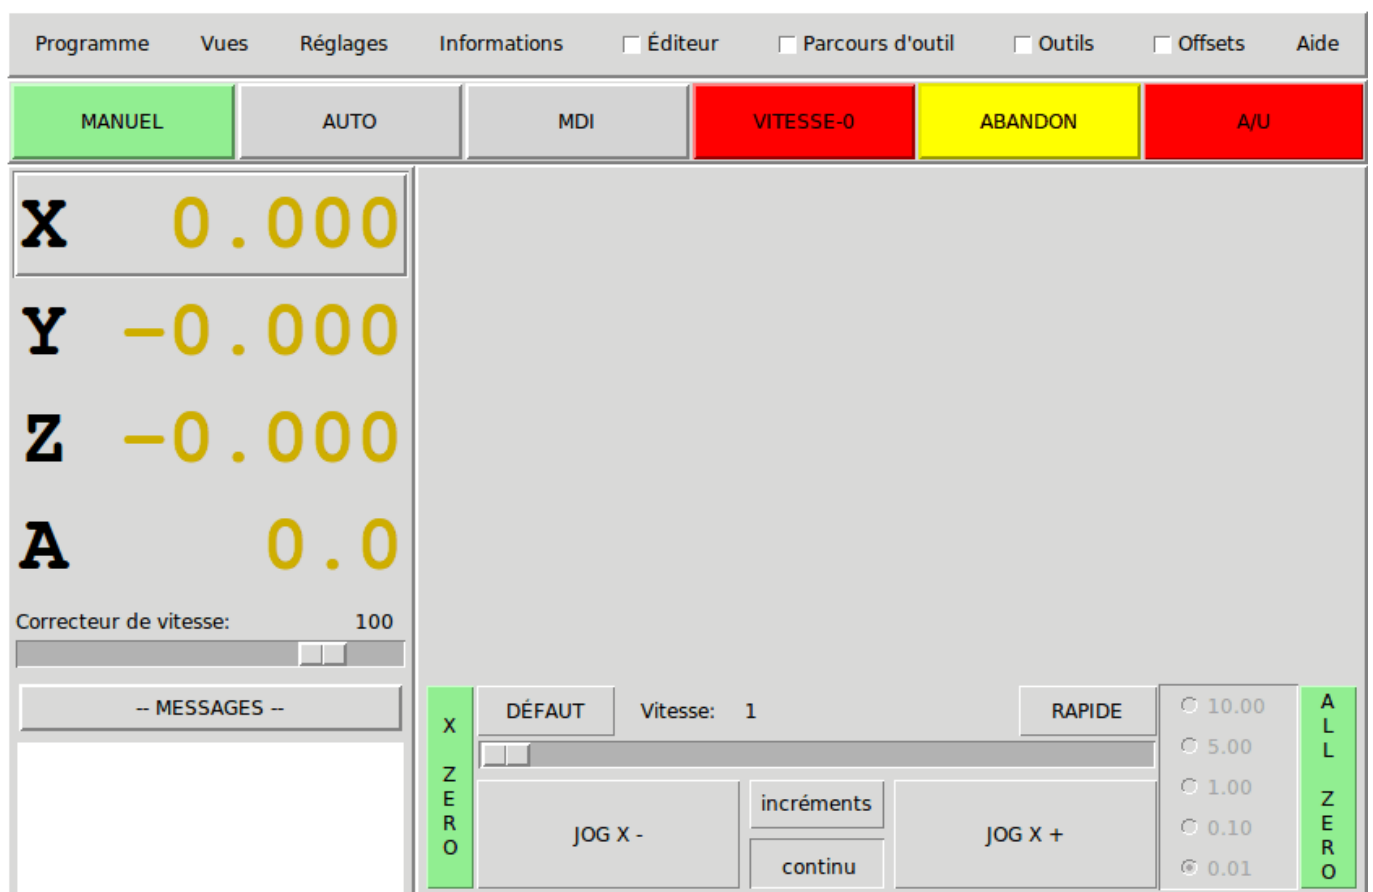 Programme Vues Réglages Informations Éditeur Parcours d'outil Outils Offsets Aide
MANUEL AUTO MDI VITESSE-0 ABANDON A/U
X 0.000
Y -0.000
Z -0.000
A 0.0
Correcteur de vitesse: 100
-- MESSAGES --
X ZERO
DÉFAUT Vitesse: 1 RAPIDE
JOG X -
incréments
continu
JOG X +
10.00
5.00
1.00
0.10
0.01
ALL ZERO